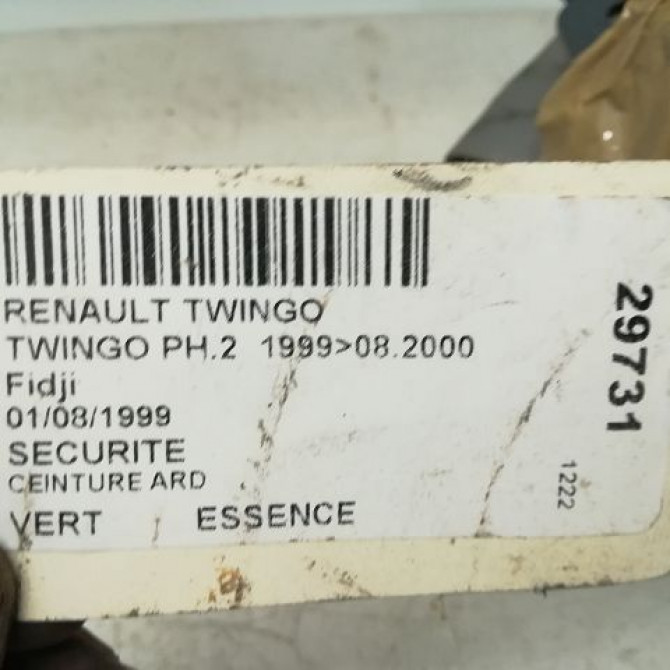 RENAULT TWINGO
TWINGO PH.2 1999>08.2000
Fidji
01/08/1999
SECURITE
CEINTURE ARD
VERT ESSENCE
29731
1222